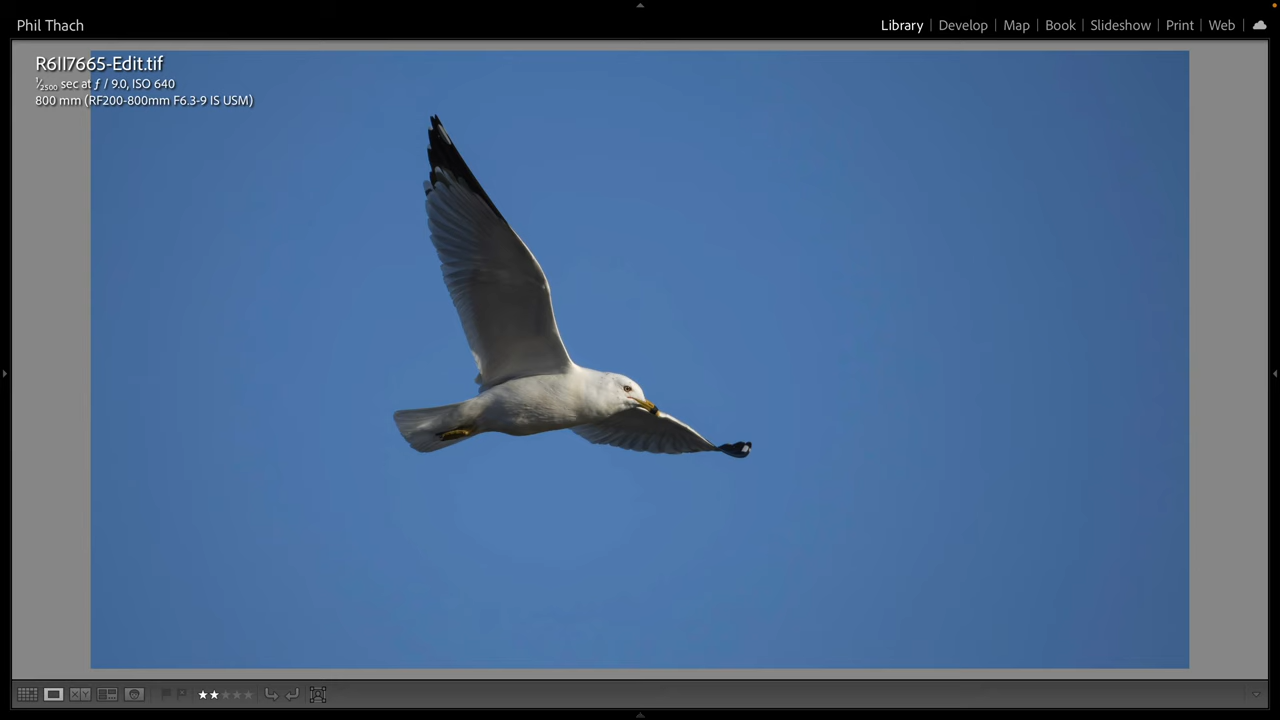 Phil Thach
Library | Develop | Map | Book | Slideshow | Print | Web
R6II7665-Edit.tif
1/2500 sec at ƒ / 9.0, ISO 640
800 mm (RF200-800mm F6.3-9 IS USM)
XY